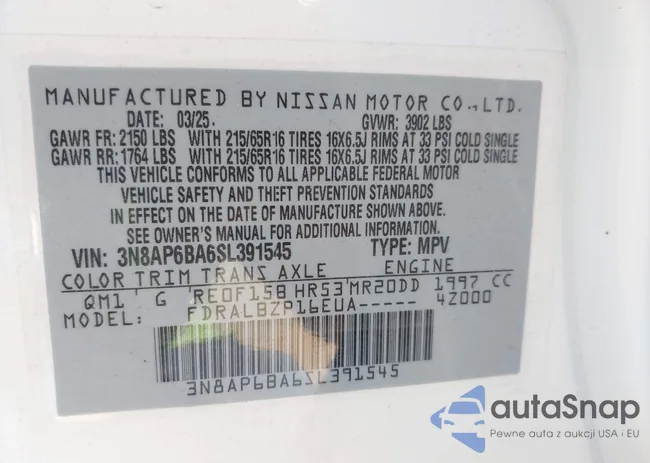 MANUFACTURED BY NISSAN MOTOR CO.,LTD.
DATE: 03/25. GVWR: 3902 LBS
GAWR FR: 2150 LBS WITH 215/65R16 TIRES 16X6.5J RIMS AT 33 PSI COLD SINGLE
GAWR RR: 1764 LBS WITH 215/65R16 TIRES 16X6.5J RIMS AT 33 PSI COLD SINGLE
THIS VEHICLE CONFORMS TO ALL APPLICABLE FEDERAL MOTOR
VEHICLE SAFETY AND THEFT PREVENTION STANDARDS
IN EFFECT ON THE DATE OF MANUFACTURE SHOWN ABOVE.
SEE OWNER'S MANUAL FOR ADDITIONAL INFORMATION.
VIN: 3N8AP6BA6SL391545 TYPE: MPV
COLOR TRIM TRANS AXLE ENGINE
QM1 G RE0F15B HR53 MR20DD 1997 CC
MODEL: FDRALBZP16EUA----- 4Z000
3N8AP6BA6SL391545
autaSnap
Pewne auta z aukcji USA i EU